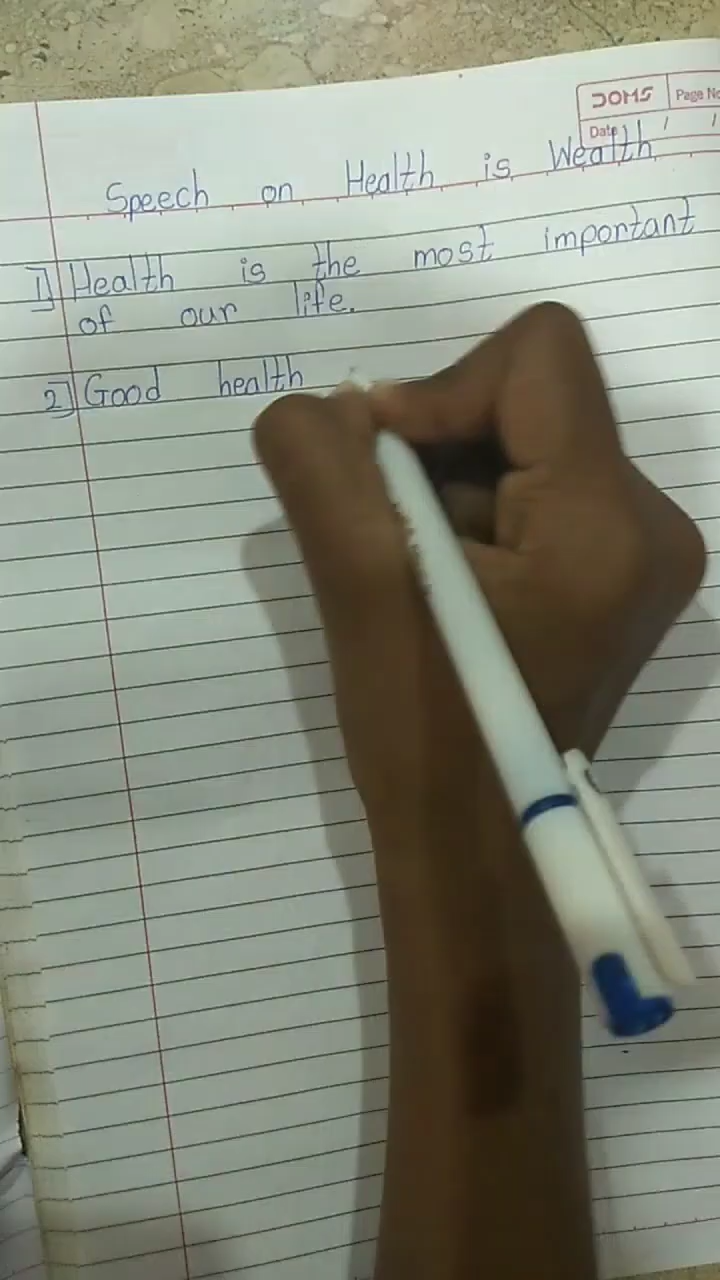 DOMS Page No
Date / /
Speech on Health is Wealth
1] Health is the most important
of our life.
2] Good health